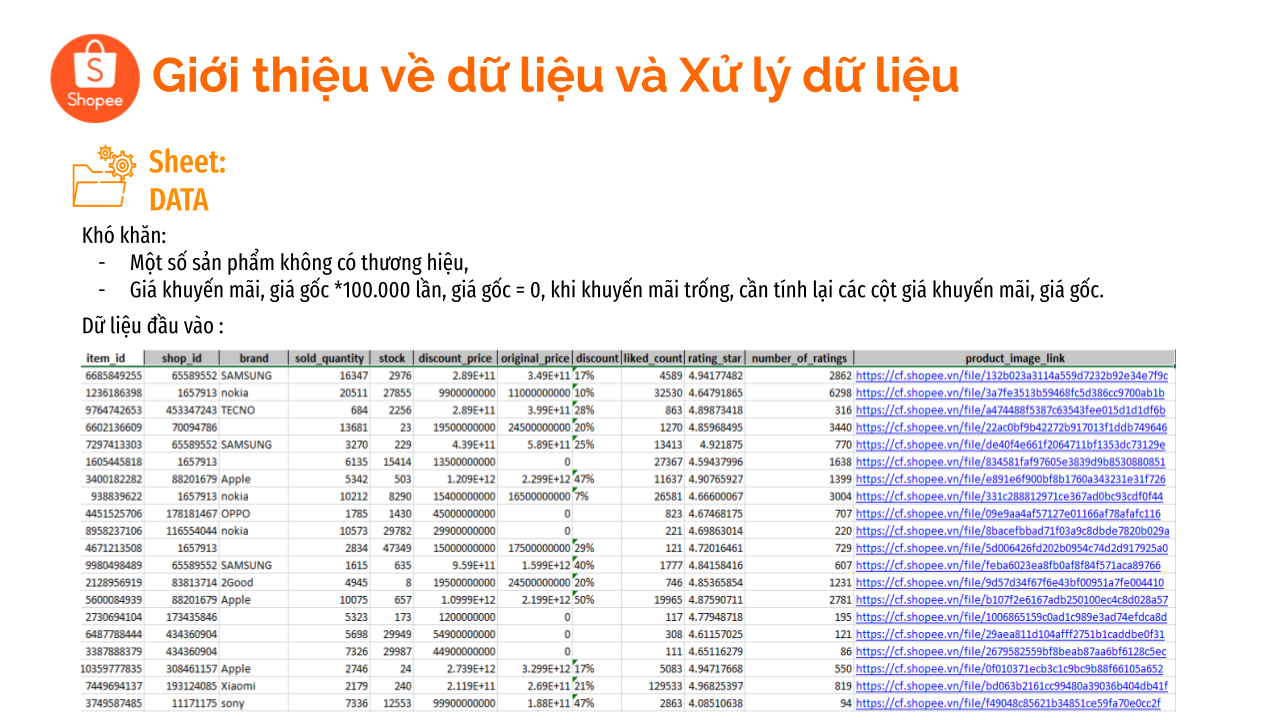 Shopee
Giới thiệu về dữ liệu và Xử lý dữ liệu
Sheet:
DATA
Khó khăn:
- Một số sản phẩm không có thương hiệu,
- Giá khuyến mãi, giá gốc *100.000 lần, giá gốc = 0, khi khuyến mãi trống, cần tính lại các cột giá khuyến mãi, giá gốc.
Dữ liệu đầu vào :
item_id shop_id brand sold_quantity stock discount_price original_price discount liked_count rating_star number_of_ratings product_image_link
6685849255 65589552 SAMSUNG 16347 2976 2.89E+11 3.49E+11 17% 4589 4.94177482 2862 https://cf.shopee.vn/file/132b023a3114a559d7232b92e34e7f9c
1236186398 1657913 nokia 20511 27855 9900000000 11000000000 10% 32530 4.64791865 6298 https://cf.shopee.vn/file/3a7fe3513b59468fc5d386cc9700ab1b
9764742653 453347243 TECNO 684 2256 2.89E+11 3.99E+11 28% 863 4.89873418 316 https://cf.shopee.vn/file/a474488f5387c63543fee015d1d1df6b
6602136609 70094786 13681 23 19500000000 24500000000 20% 1270 4.85968495 3440 https://cf.shopee.vn/file/22ac0bf9b42272b917013f1ddb749646
7297413303 65589552 SAMSUNG 3270 229 4.39E+11 5.89E+11 25% 13413 4.921875 770 https://cf.shopee.vn/file/de40f4e661f2064711bf1353dc73129e
1605445818 1657913 6135 15414 13500000000 0 27367 4.59437996 1638 https://cf.shopee.vn/file/834581faf97605e3839d9b8530880851
3400182282 88201679 Apple 5342 503 1.209E+12 2.299E+12 47% 11637 4.90765927 1399 https://cf.shopee.vn/file/e891e6f900bf8b1760a343231e31f726
938839622 1657913 nokia 10212 8290 15400000000 16500000000 7% 26581 4.66600067 3004 https://cf.shopee.vn/file/331c288812971ce367ad0bc93cdf0f44
4451525706 178181467 OPPO 1785 1430 45000000000 0 823 4.67468175 707 https://cf.shopee.vn/file/09e9aa4af57127e01166af78afafc116
8958237106 116554044 nokia 10573 29782 29900000000 0 221 4.69863014 220 https://cf.shopee.vn/file/8bacefbbad71f03a9c8dbde7820b029a
4671213508 1657913 2834 47349 15000000000 17500000000 29% 121 4.72016461 729 https://cf.shopee.vn/file/5d006426fd202b0954c74d2d917925a0
9980498489 65589552 SAMSUNG 1615 635 9.59E+11 1.599E+12 40% 1777 4.84158416 607 https://cf.shopee.vn/file/feba6023ea8fb0af8f84f571aca89766
2128956919 83813714 2Good 4945 8 19500000000 24500000000 20% 746 4.85365854 1231 https://cf.shopee.vn/file/9d57d34f67f6e43bf00951a7fe004410
5600084939 88201679 Apple 10075 657 1.0999E+12 2.199E+12 50% 19965 4.87590711 2781 https://cf.shopee.vn/file/b107f2e6167adb250100ec4c8d028a57
2730694104 173435846 5323 173 1200000000 0 117 4.77948718 195 https://cf.shopee.vn/file/1006865159c0ad1c989e3ad74efdca8d
6487788444 434360904 5698 29949 54900000000 0 308 4.61157025 121 https://cf.shopee.vn/file/29aea811d104afff2751b1caddbe0f31
3387888379 434360904 7326 29987 44900000000 0 111 4.65116279 86 https://cf.shopee.vn/file/2679582559bf8beab87aa6bf6128c5ec
10359777835 308461157 Apple 2746 24 2.739E+12 3.299E+12 17% 5083 4.94717668 550 https://cf.shopee.vn/file/0f010371ecb3c1c9bc9b88f66105a652
7449694137 193124085 Xiaomi 2179 240 2.119E+11 2.69E+11 21% 129533 4.96825397 819 https://cf.shopee.vn/file/bd063b2161cc99480a39036b404db41f
3749587485 11171175 sony 7336 12553 99900000000 1.88E+11 47% 2863 4.08510638 94 https://cf.shopee.vn/file/f49048c85621b34851ce59fa70e0cc2f